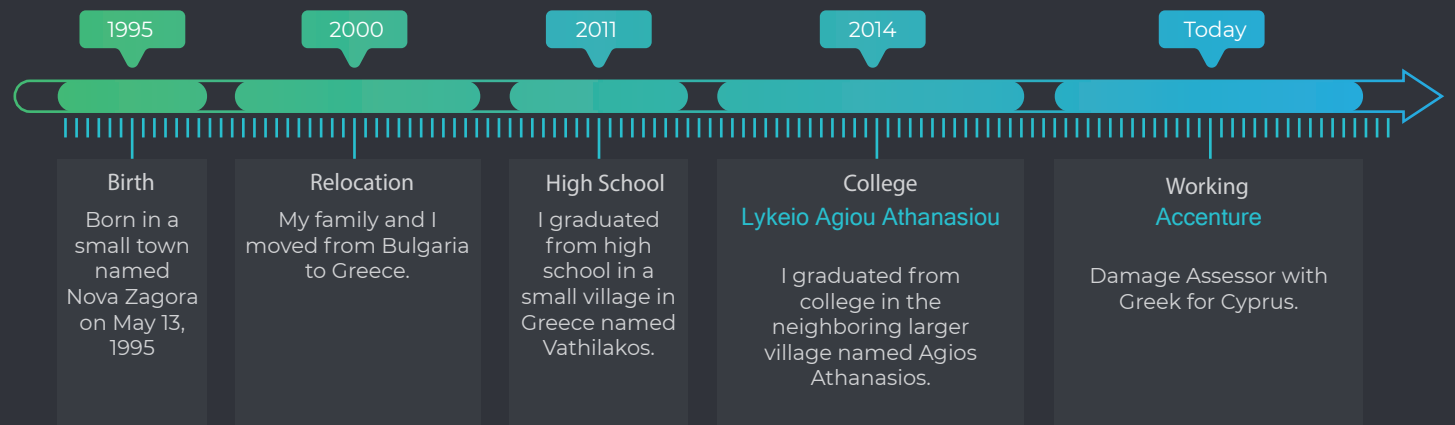 1995
2000
2011
2014
Today
Birth
Born in a
small town
named
Nova Zagora
on May 13,
1995
Relocation
My family and I
moved from Bulgaria
to Greece.
High School
I graduated
from high
school in a
small village in
Greece named
Vathilakos.
College
Lykeio Agiou Athanasiou
I graduated from
college in the
neighboring larger
village named Agios
Athanasios.
Working
Accenture
Damage Assessor with
Greek for Cyprus.